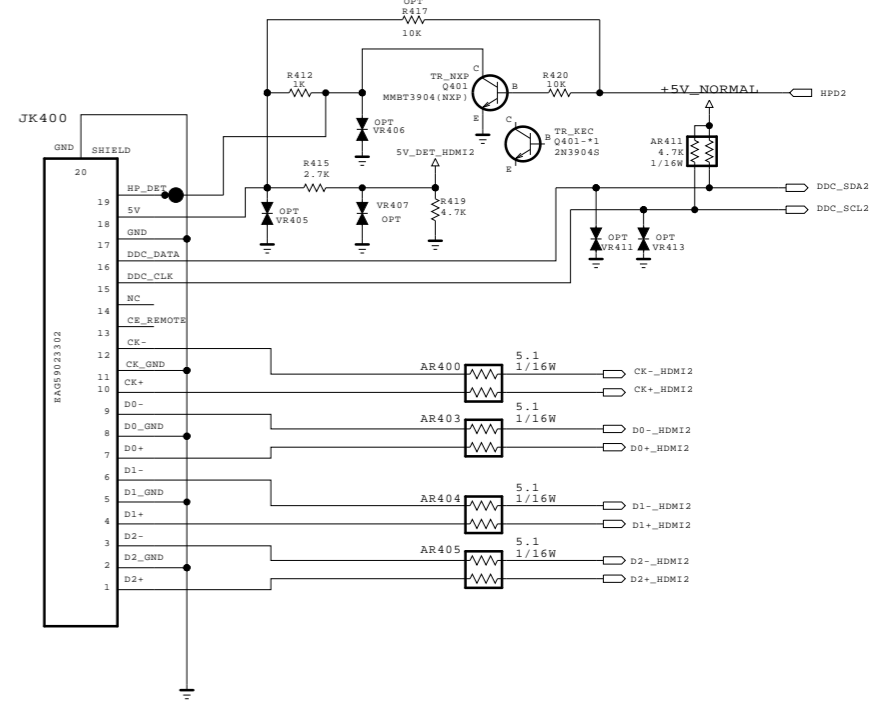 OPT
R417
10K
R412
1K
TR_NXP
Q401
MMBT3904(NXP)
C
B
E
R420
10K
+5V_NORMAL
HPD2
JK400
OPT
VR406
C
B
E
TR_KEC
Q401-*1
2N3904S
AR411
4.7K
1/16W
GND
SHIELD
20
5V_DET_HDMI2
R415
2.7K
HP_DET
19
5V
18
OPT
VR405
VR407
OPT
R419
4.7K
DDC_SDA2
DDC_SCL2
GND
17
OPT
VR411
OPT
VR413
DDC_DATA
16
DDC_CLK
15
NC
14
CE_REMOTE
13
CK-
12
CK_GND
11
CK+
10
D0-
9
D0_GND
8
D0+
7
D1-
6
D1_GND
5
D1+
4
D2-
3
D2_GND
2
D2+
1
EAG59023302
AR400
5.1
1/16W
CK-_HDMI2
CK+_HDMI2
AR403
5.1
1/16W
D0-_HDMI2
D0+_HDMI2
AR404
5.1
1/16W
D1-_HDMI2
D1+_HDMI2
AR405
5.1
1/16W
D2-_HDMI2
D2+_HDMI2